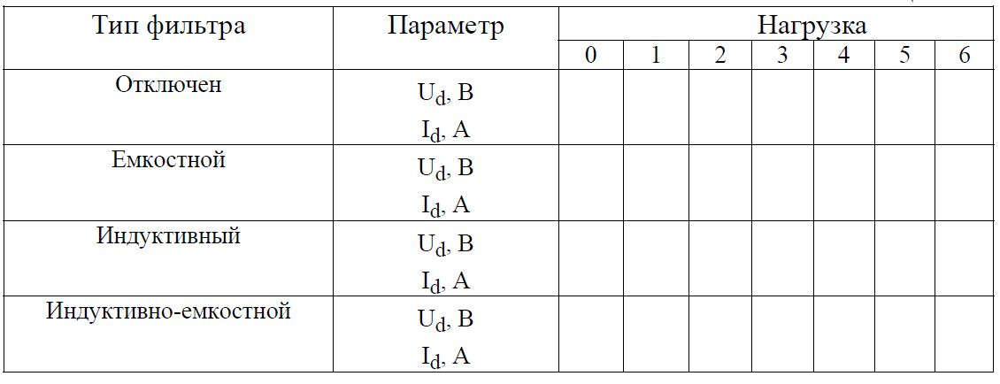 Тип фильтра Параметр Нагрузка
0 1 2 3 4 5 6
Отключен U_d, В
I_d, А
Емкостной U_d, В
I_d, А
Индуктивный U_d, В
I_d, А
Индуктивно-емкостной U_d, В
I_d, А